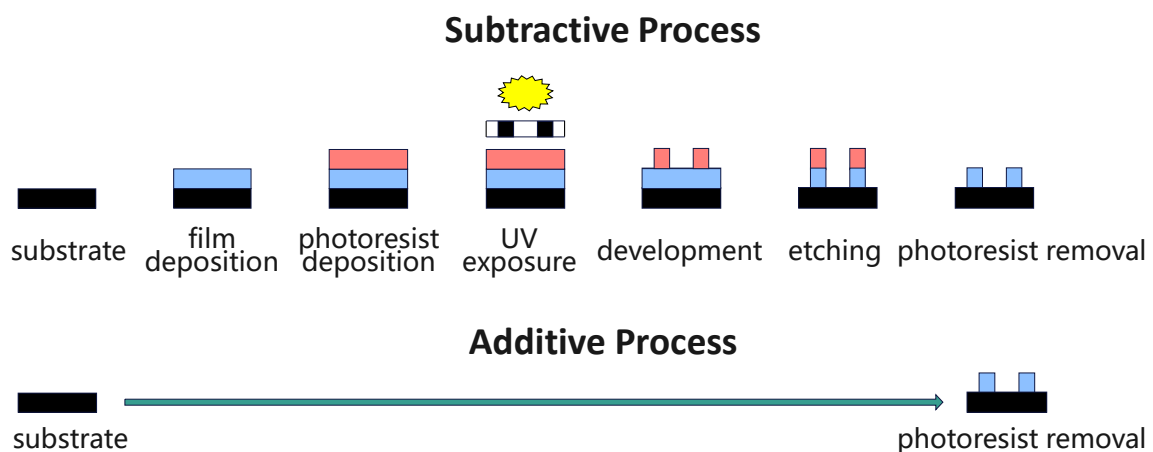 Subtractive Process
substrate
film
deposition
photoresist
deposition
UV
exposure
development
etching
photoresist removal
Additive Process
substrate
photoresist removal